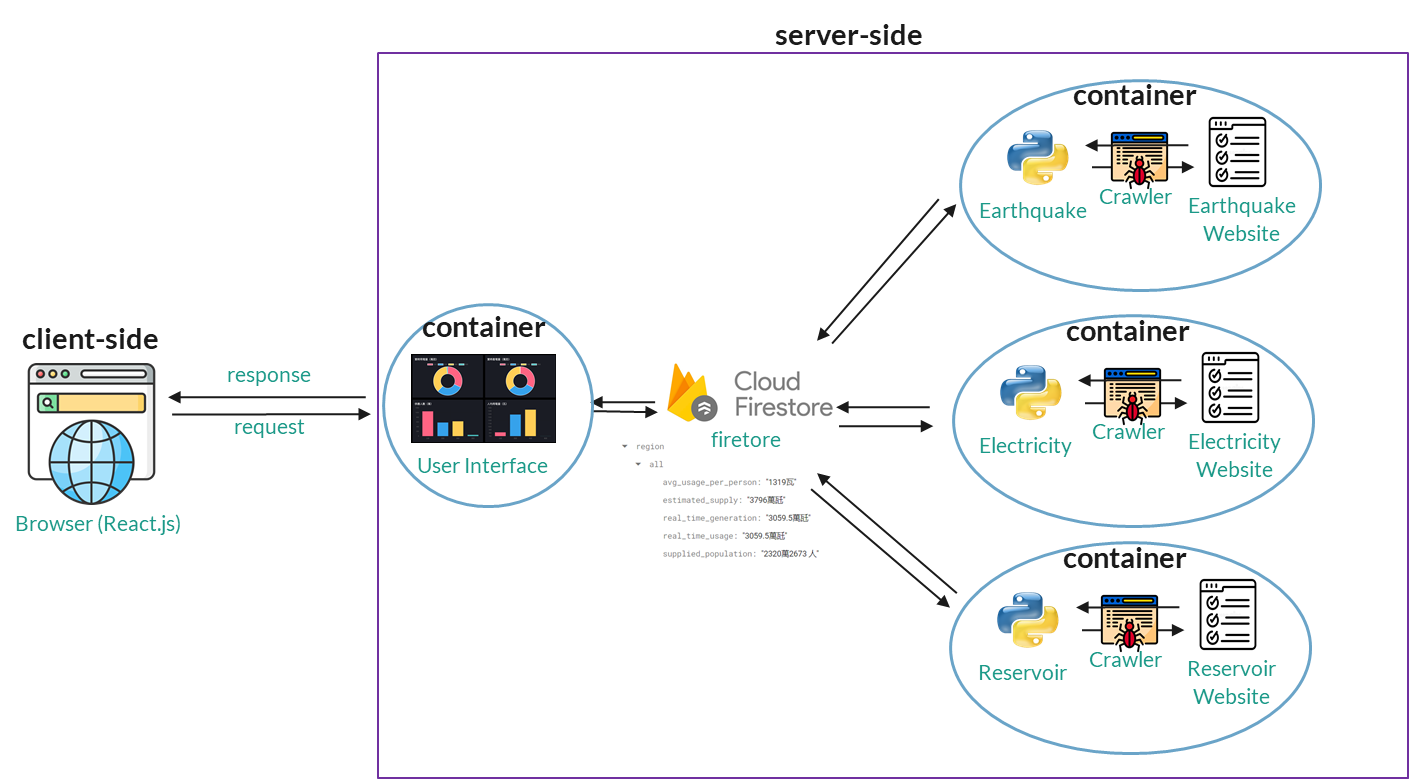 server-side
client-side
Browser (React.js)
response
request
container
User Interface
Cloud
Firestore
firetore
region
all
avg_usage_per_person: "1319瓦"
estimated_supply: "3796萬瓩"
real_time_generation: "3059.5萬瓩"
real_time_usage: "3059.5萬瓩"
supplied_population: "2320萬2673 人"
container
Earthquake
Crawler
Earthquake
Website
container
Electricity
Crawler
Electricity
Website
container
Reservoir
Crawler
Reservoir
Website